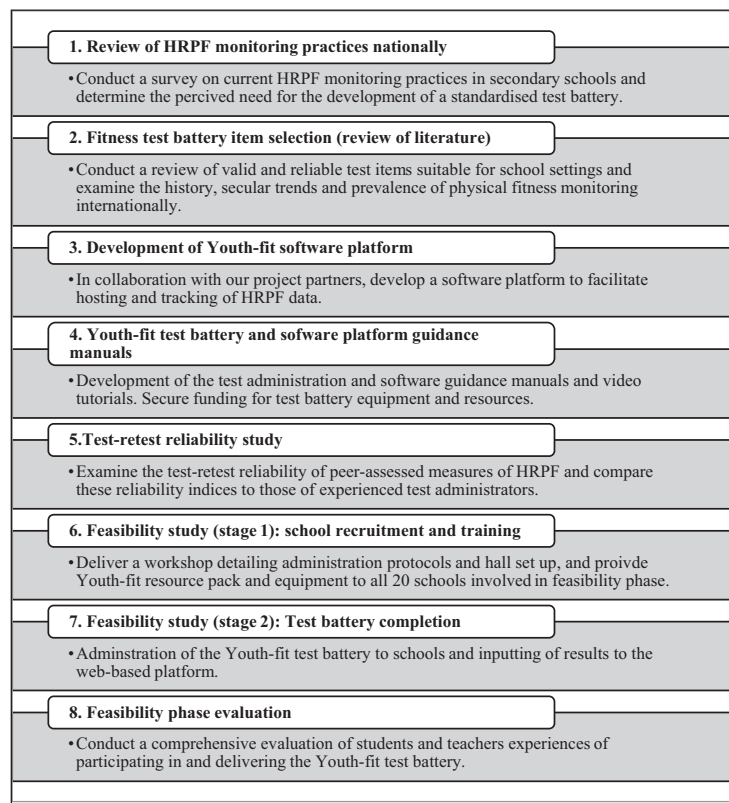 1. Review of HRPF monitoring practices nationally
•Conduct a survey on current HRPF monitoring practices in secondary schools and
determine the percived need for the development of a standardised test battery.
2. Fitness test battery item selection (review of literature)
•Conduct a review of valid and reliable test items suitable for school settings and
examine the history, secular trends and prevalence of physical fitness monitoring
internationally.
3. Development of Youth-fit software platform
•In collaboration with our project partners, develop a software platform to facilitate
hosting and tracking of HRPF data.
4. Youth-fit test battery and sofware platform guidance
manuals
•Development of the test administration and software guidance manuals and video
tutorials. Secure funding for test battery equipment and resources.
5.Test-retest reliability study
•Examine the test-retest reliability of peer-assessed measures of HRPF and compare
these reliability indices to those of experienced test administrators.
6. Feasibility study (stage 1): school recruitment and training
•Deliver a workshop detailing administration protocols and hall set up, and proivde
Youth-fit resource pack and equipment to all 20 schools involved in feasibility phase.
7. Feasibility study (stage 2): Test battery completion
•Adminstration of the Youth-fit test battery to schools and inputting of results to the
web-based platform.
8. Feasibility phase evaluation
•Conduct a comprehensive evaluation of students and teachers experiences of
participating in and delivering the Youth-fit test battery.